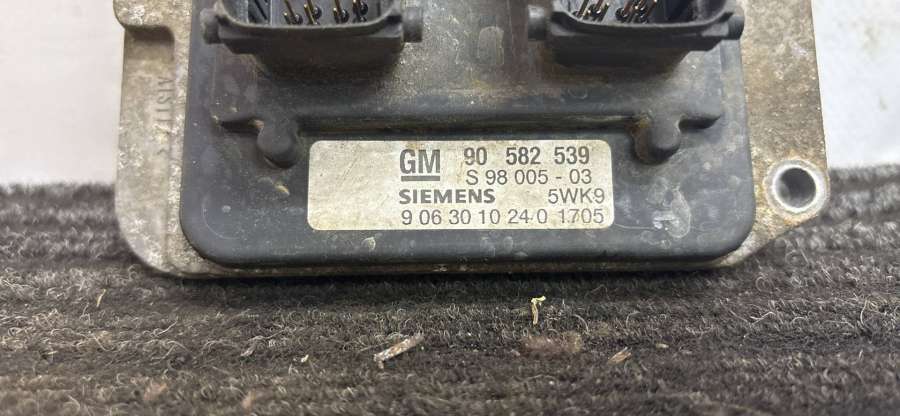 GM 90 582 539
S 98 005 - 03
SIEMENS 5WK9
9 06 30 10 24 0 1705